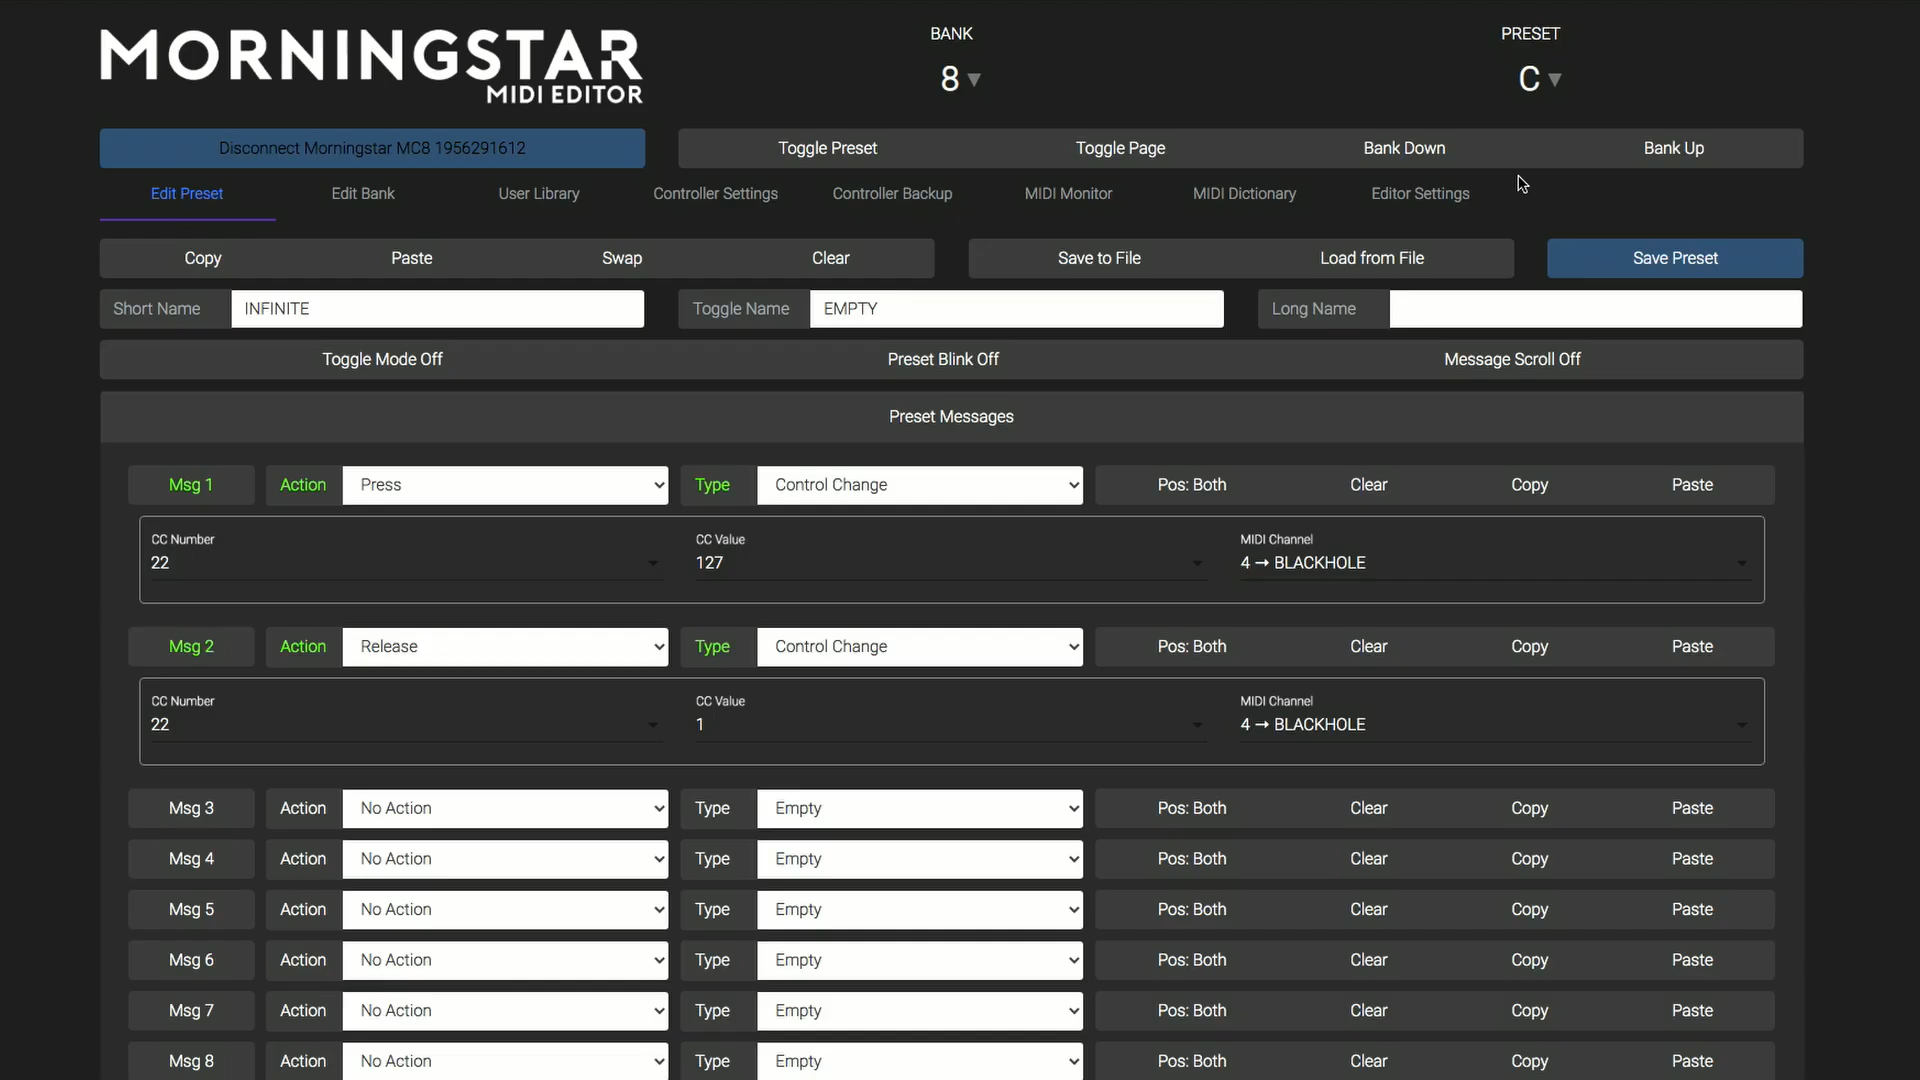 MORNINGSTAR
MIDI EDITOR
BANK
8
PRESET
C
Disconnect Morningstar MC8 1956291612
Toggle Preset
Toggle Page
Bank Down
Bank Up
Edit Preset
Edit Bank
User Library
Controller Settings
Controller Backup
MIDI Monitor
MIDI Dictionary
Editor Settings
Copy
Paste
Swap
Clear
Save to File
Load from File
Save Preset
Short Name
INFINITE
Toggle Name
EMPTY
Long Name
Toggle Mode Off
Preset Blink Off
Message Scroll Off
Preset Messages
Msg 1 Action Press Type Control Change Pos: Both Clear Copy Paste
CC Number CC Value MIDI Channel
22 127 4 → BLACKHOLE
Msg 2 Action Release Type Control Change Pos: Both Clear Copy Paste
CC Number CC Value MIDI Channel
22 1 4 → BLACKHOLE
Msg 3 Action No Action Type Empty Pos: Both Clear Copy Paste
Msg 4 Action No Action Type Empty Pos: Both Clear Copy Paste
Msg 5 Action No Action Type Empty Pos: Both Clear Copy Paste
Msg 6 Action No Action Type Empty Pos: Both Clear Copy Paste
Msg 7 Action No Action Type Empty Pos: Both Clear Copy Paste
Msg 8 Action No Action Type Empty Pos: Both Clear Copy Paste